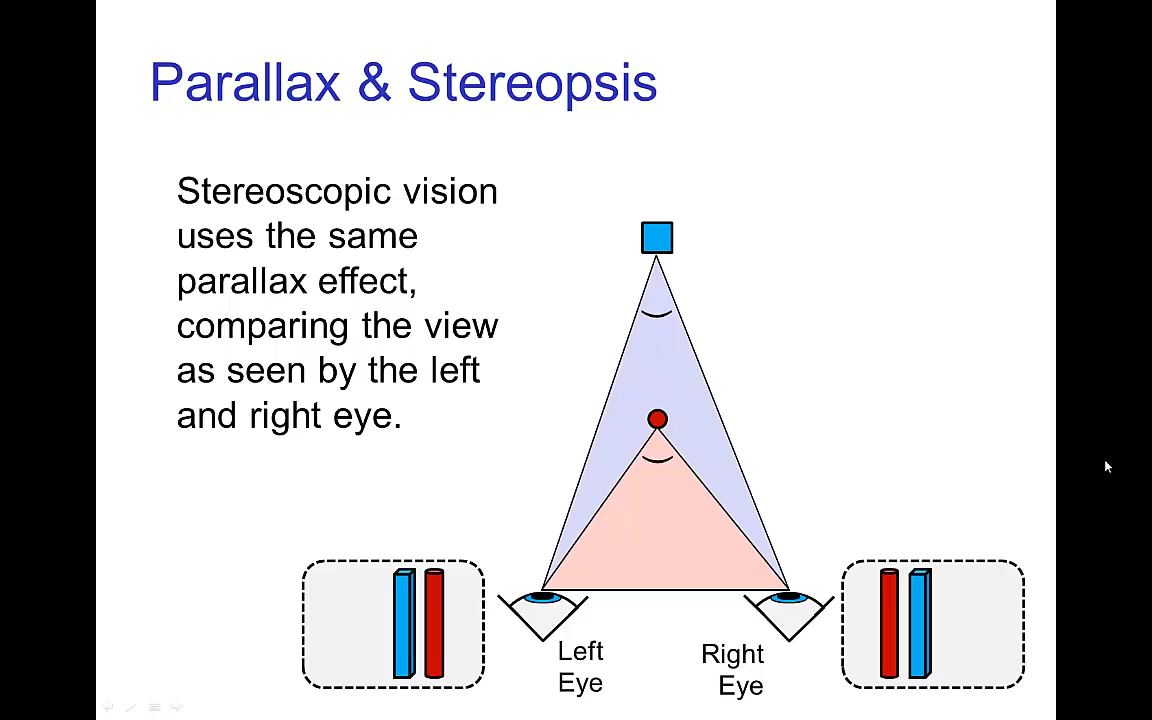 Parallax & Stereopsis
Stereoscopic vision
uses the same
parallax effect,
comparing the view
as seen by the left
and right eye.
Left
Eye
Right
Eye